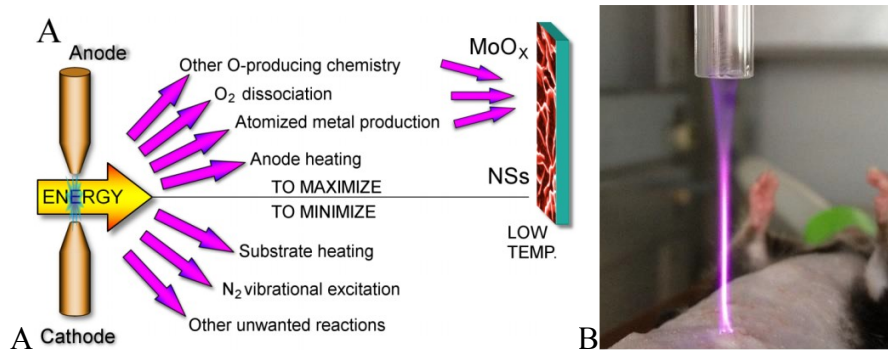 A
Anode
Other O-producing chemistry
MoOX
O2 dissociation
Atomized metal production
Anode heating
NSs
ENERGY
TO MAXIMIZE
TO MINIMIZE
LOW
TEMP.
Substrate heating
N2 vibrational excitation
Other unwanted reactions
Cathode
A
B